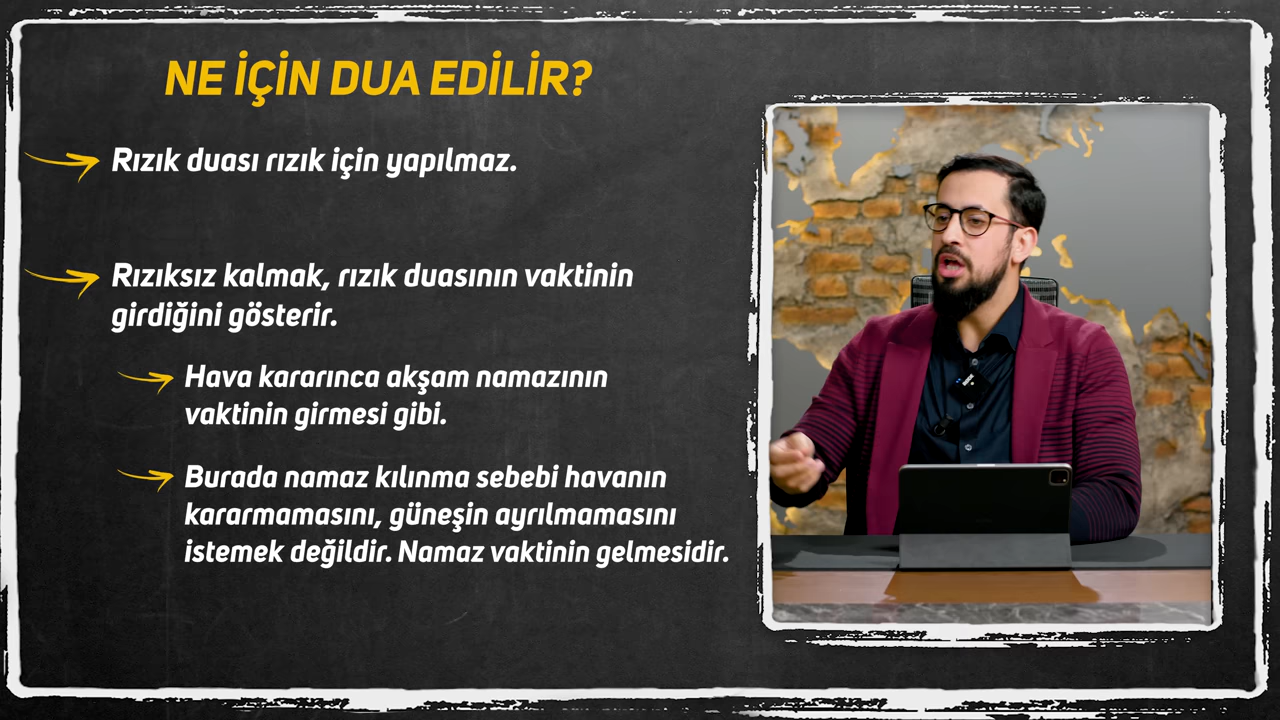 NE İÇİN DUA EDİLİR?
Rızık duası rızık için yapılmaz.
Rızıksız kalmak, rızık duasının vaktinin
girdiğini gösterir.
Hava kararınca akşam namazının
vaktinin girmesi gibi.
Burada namaz kılınma sebebi havanın
kararmamasını, güneşin ayrılmamasını
istemek değildir. Namaz vaktinin gelmesidir.